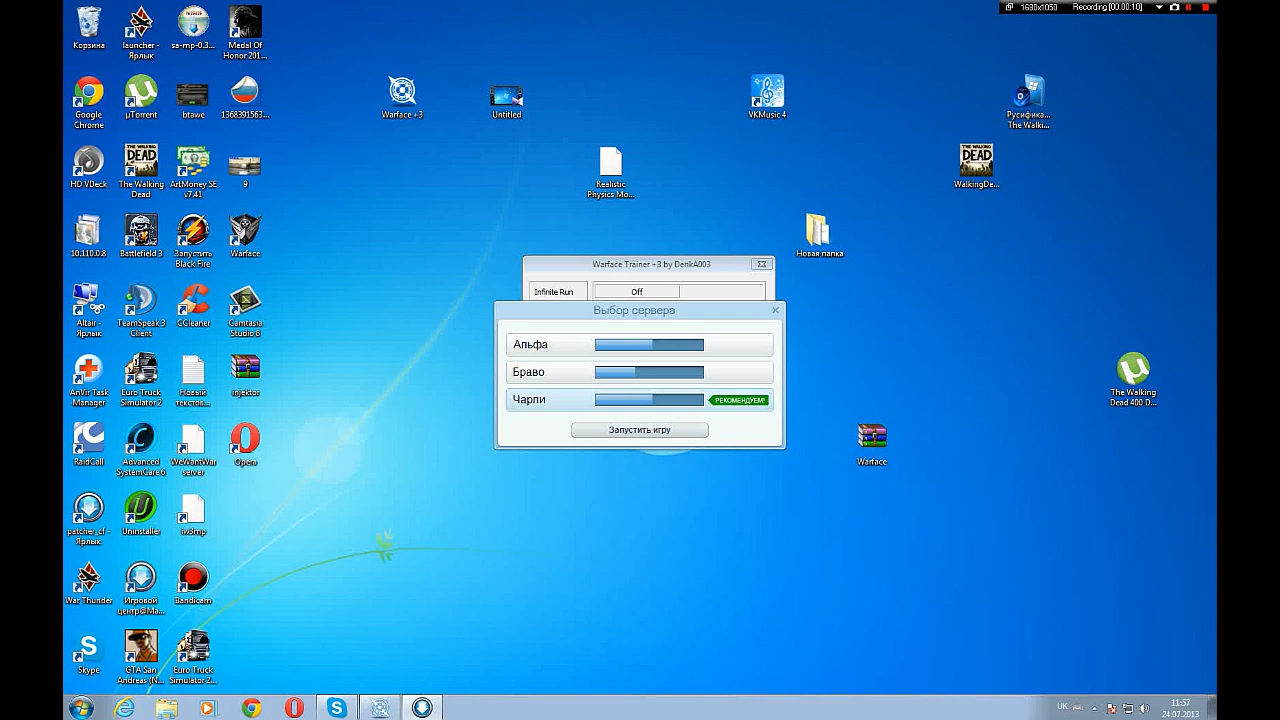 1680x1050
Recording [00:00:10]
Корзина
launcher -
Ярлык
sa-mp-0.3...
Medal Of
Honor 201...
Google
Chrome
µTorrent
btawe
1368391563...
Warface +3
Untitled
VKMusic 4
Русифика...
The Walki...
HD VDeck
The Walking
Dead
ArtMoney SE
v7.41
9
Realistic
Physics Mo...
WalkingDe...
10.110.0.8
Battlefield 3
Запустить
Black Fire
Warface
Новая папка
Warface Trainer +3 by DenkA003
Infinite Run
Off
Выбор сервера
Альфа
Браво
Чарли
РЕКОМЕНДУЕМ!
Запустить игру
Altair -
Ярлык
TeamSpeak 3
Client
CCleaner
Camtasia
Studio 8
AnVir Task
Manager
Euro Truck
Simulator 2
Новый
текстов...
injektor
The Walking
Dead 400 D...
RaidCall
Advanced
SystemCare 6
WeWantWar
server
Opera
Warface
patcher_cf -
Ярлык
Uninstaller
War Thunder
Игровой
центр@Ma...
Bandicam
Skype
GTA San
Andreas (N...
Euro Truck
Simulator 2...
UK
11:57
24.07.2013